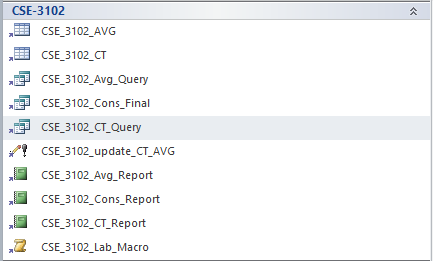 CSE-3102
CSE_3102_AVG
CSE_3102_CT
CSE_3102_Avg_Query
CSE_3102_Cons_Final
CSE_3102_CT_Query
CSE_3102_update_CT_AVG
CSE_3102_Avg_Report
CSE_3102_Cons_Report
CSE_3102_CT_Report
CSE_3102_Lab_Macro